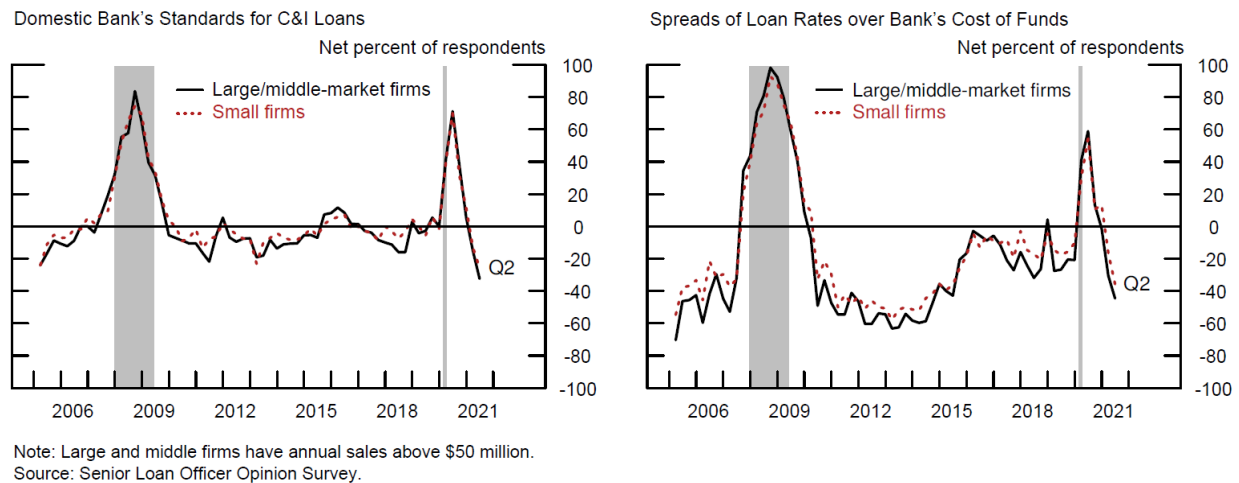 Domestic Bank's Standards for C&I Loans
Net percent of respondents
Large/middle-market firms
Small firms
100
80
60
40
20
0
-20
-40
-60
-80
-100
Q2
2006 2009 2012 2015 2018 2021
Spreads of Loan Rates over Bank's Cost of Funds
Net percent of respondents
Large/middle-market firms
Small firms
100
80
60
40
20
0
-20
-40
-60
-80
-100
Q2
2006 2009 2012 2015 2018 2021
Note: Large and middle firms have annual sales above $50 million.
Source: Senior Loan Officer Opinion Survey.